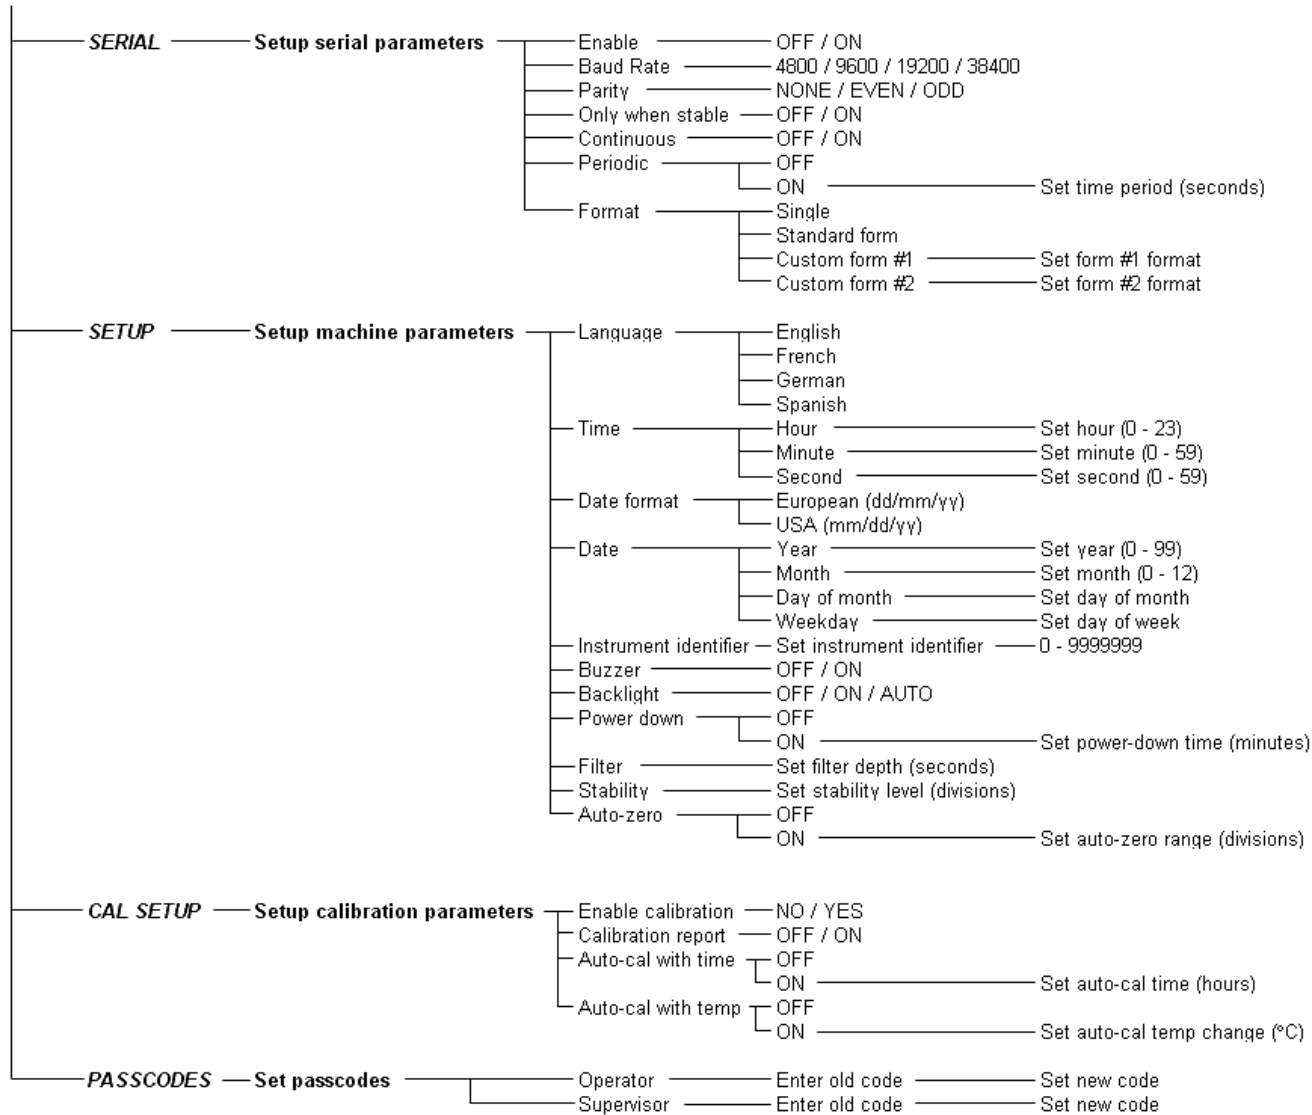 SERIAL Setup serial parameters Enable OFF / ON
Baud Rate 4800 / 9600 / 19200 / 38400
Parity NONE / EVEN / ODD
Only when stable OFF / ON
Continuous OFF / ON
Periodic OFF
ON Set time period (seconds)
Format Single
Standard form
Custom form #1 Set form #1 format
Custom form #2 Set form #2 format
SETUP Setup machine parameters Language English
French
German
Spanish
Time Hour Set hour (0 - 23)
Minute Set minute (0 - 59)
Second Set second (0 - 59)
Date format European (dd/mm/yy)
USA (mm/dd/yy)
Date Year Set year (0 - 99)
Month Set month (0 - 12)
Day of month Set day of month
Weekday Set day of week
Instrument identifier Set instrument identifier 0 - 9999999
Buzzer OFF / ON
Backlight OFF / ON / AUTO
Power down OFF
ON Set power-down time (minutes)
Filter Set filter depth (seconds)
Stability Set stability level (divisions)
Auto-zero OFF
ON Set auto-zero range (divisions)
CAL SETUP Setup calibration parameters Enable calibration NO / YES
Calibration report OFF / ON
Auto-cal with time OFF
ON Set auto-cal time (hours)
Auto-cal with temp OFF
ON Set auto-cal temp change (°C)
PASSCODES Set passcodes Operator Enter old code Set new code
Supervisor Enter old code Set new code